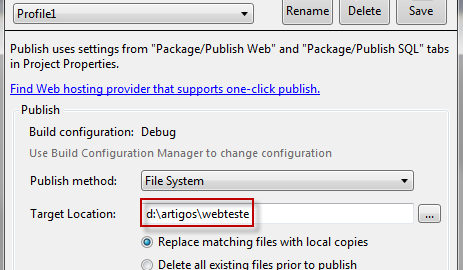 Profile1 Rename Delete Save
Publish uses settings from "Package/Publish Web" and "Package/Publish SQL" tabs
in Project Properties.
Find Web hosting provider that supports one-click publish.
Publish
Build configuration: Debug
Use Build Configuration Manager to change configuration
Publish method: File System
Target Location: d:\artigos\webteste ...
Replace matching files with local copies
Delete all existing files prior to publish